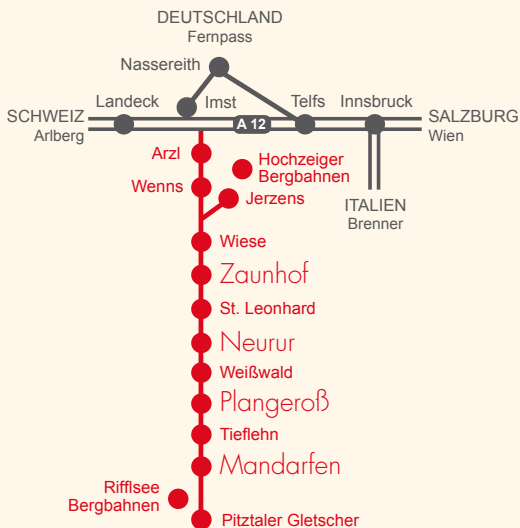 DEUTSCHLAND
Fernpass
Nassereith
SCHWEIZ
Arlberg
Landeck
Imst
A 12
Telfs
Innsbruck
SALZBURG
Wien
ITALIEN
Brenner
Arzl
Hochzeiger
Bergbahnen
Wenns
Jerzens
Wiese
Zaunhof
St. Leonhard
Neurur
Weißwald
Plangeroß
Tieflehn
Mandarfen
Rifflsee
Bergbahnen
Pitztaler Gletscher